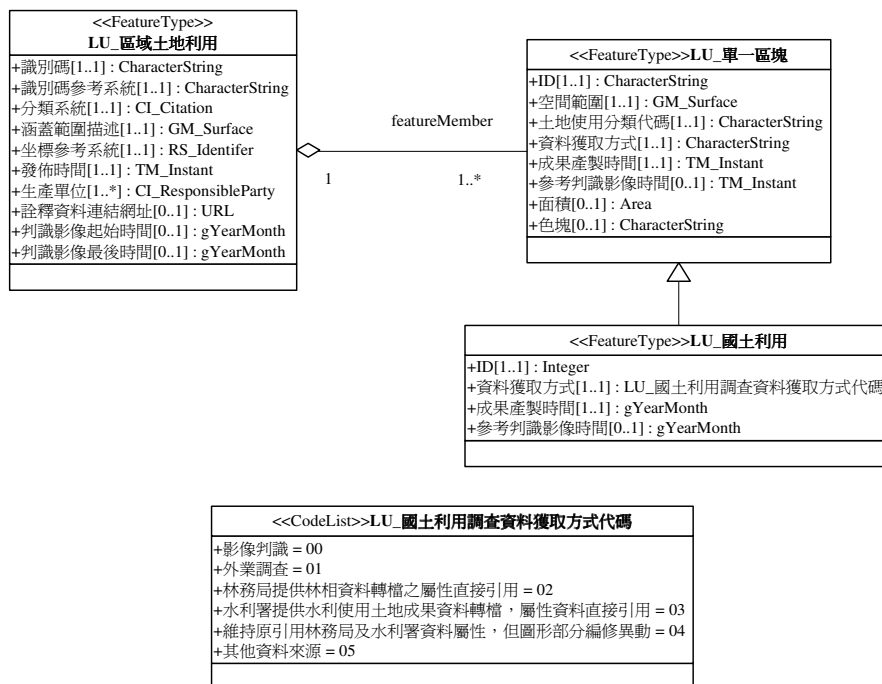 <<FeatureType>>
LU_區域土地利用
+識別碼[1..1] : CharacterString
+識別碼參考系統[1..1] : CharacterString
+分類系統[1..1] : CI_Citation
+涵蓋範圍描述[1..1] : GM_Surface
+坐標參考系統[1..1] : RS_Identifer
+發佈時間[1..1] : TM_Instant
+生產單位[1..*] : CI_ResponsibleParty
+詮釋資料連結網址[0..1] : URL
+判識影像起始時間[0..1] : gYearMonth
+判識影像最後時間[0..1] : gYearMonth
featureMember
1
1..*
<<FeatureType>>LU_單一區塊
+ID[1..1] : CharacterString
+空間範圍[1..1] : GM_Surface
+土地使用分類代碼[1..1] : CharacterString
+資料獲取方式[1..1] : CharacterString
+成果產製時間[1..1] : TM_Instant
+參考判識影像時間[0..1] : TM_Instant
+面積[0..1] : Area
+色塊[0..1] : CharacterString
<<FeatureType>>LU_國土利用
+ID[1..1] : Integer
+資料獲取方式[1..1] : LU_國土利用調查資料獲取方式代碼
+成果產製時間[1..1] : gYearMonth
+參考判識影像時間[0..1] : gYearMonth
<<CodeList>>LU_國土利用調查資料獲取方式代碼
+影像判識 = 00
+外業調查 = 01
+林務局提供林相資料轉檔之屬性直接引用 = 02
+水利署提供水利使用土地成果資料轉檔，屬性資料直接引用 = 03
+維持原引用林務局及水利署資料屬性，但圖形部分編修異動 = 04
+其他資料來源 = 05